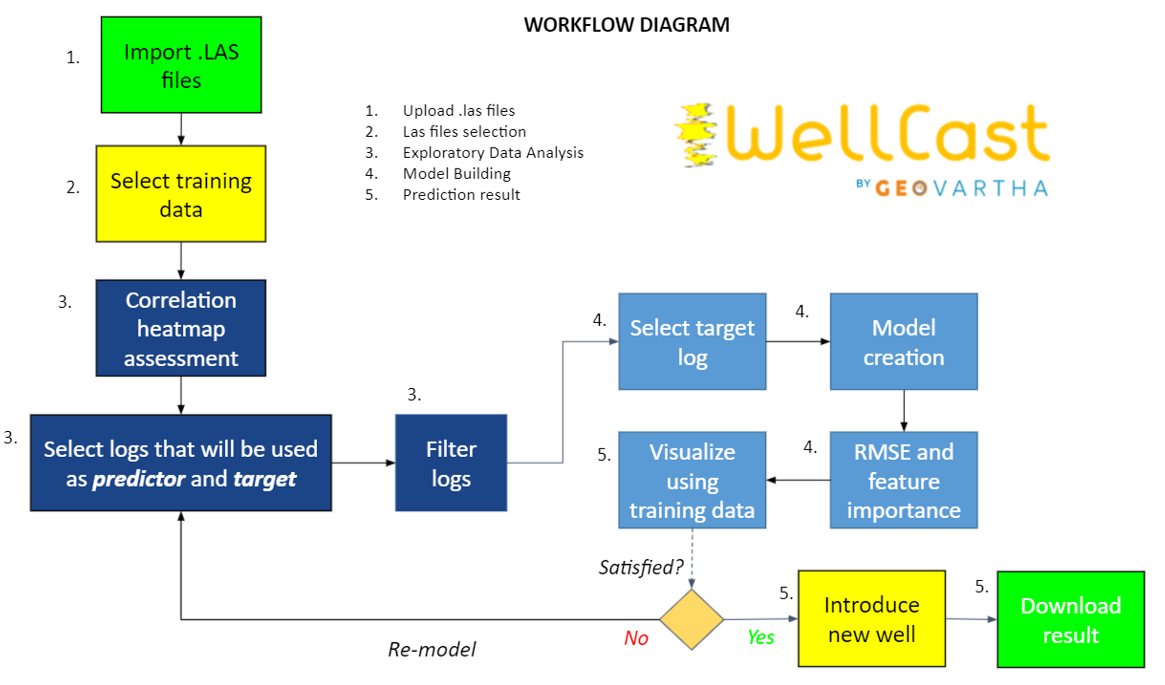 WORKFLOW DIAGRAM
1.
Import .LAS
files
1. Upload .las files
2. Las files selection
3. Exploratory Data Analysis
4. Model Building
5. Prediction result
WellCast
BY GEOVARTHA
2.
Select training
data
3.
Correlation
heatmap
assessment
3.
Select logs that will be used
as predictor and target
3.
Filter
logs
4.
Select target
log
4.
Model
creation
4.
RMSE and
feature
importance
5.
Visualize
using
training data
Satisfied?
No
Re-model
Yes
5.
Introduce
new well
5.
Download
result